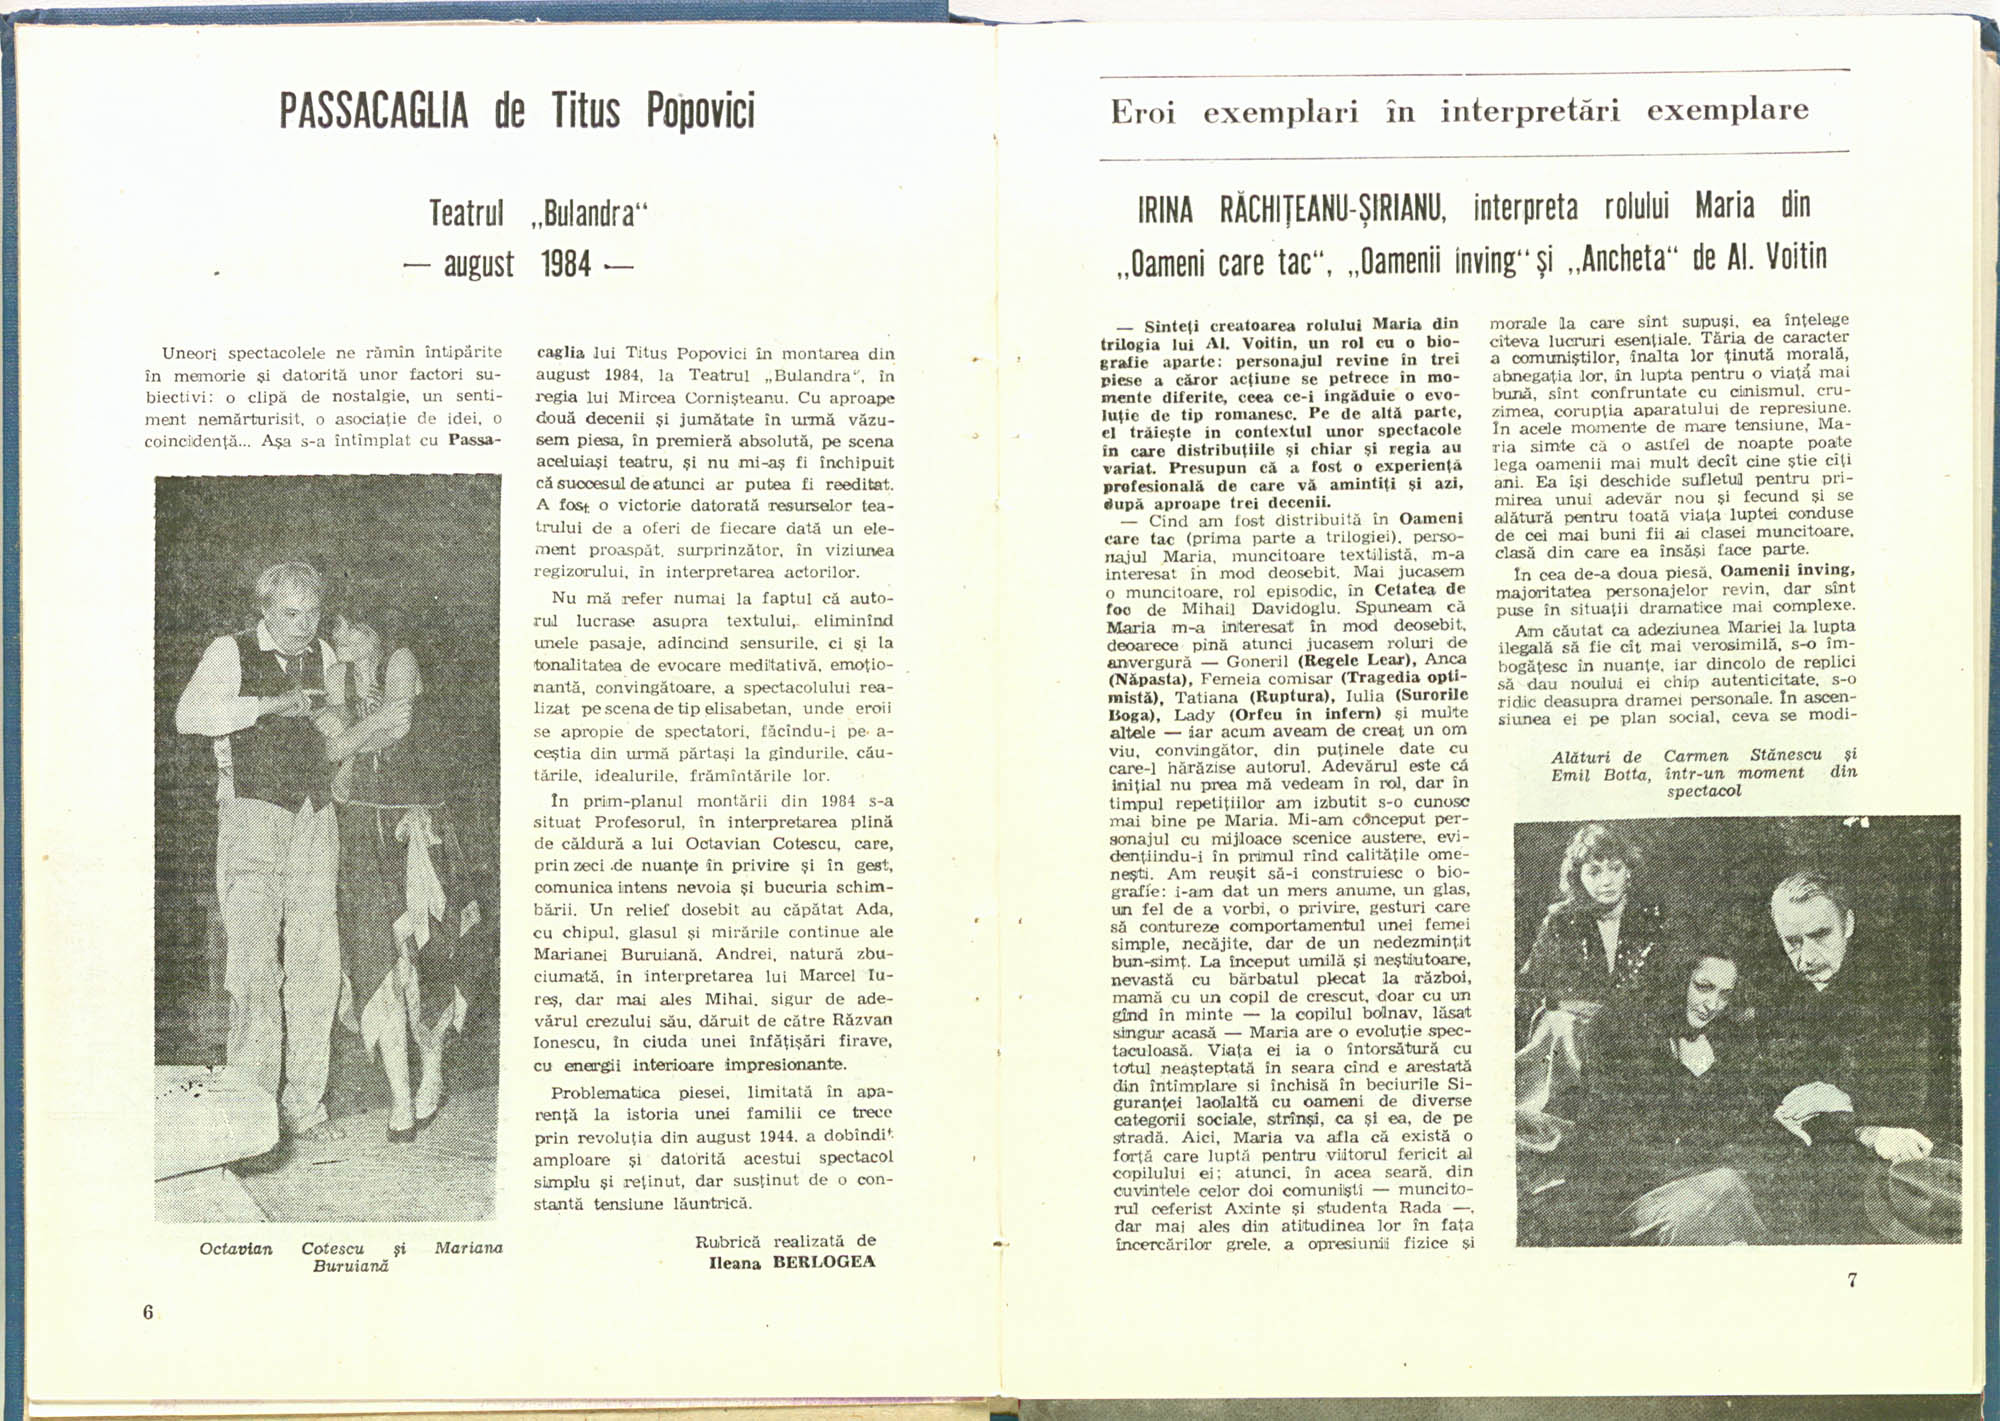 PASSACAGLIA de Titus Popovici
Teatrul „Bulandra“
— august 1984 —
Uneori spectacolele ne rămîn întipărite
în memorie și datorită unor factori su-
biectivi: o clipă de nostalgie, un senti-
ment nemărturisit, o asociație de idei, o
coincidență... Așa s-a întîmplat cu Passa-
Octavian Cotescu și Mariana
Buruiană
caglia lui Titus Popovici în montarea din
august 1984, la Teatrul „Bulandra“, în
regia lui Mircea Cornișteanu. Cu aproape
două decenii și jumătate în urmă văzu-
sem piesa, în premieră absolută, pe scena
aceluiași teatru, și nu mi-aș fi închipuit
că succesul de atunci ar putea fi reeditat.
A fost o victorie datorată resurselor tea-
trului de a oferi de fiecare dată un ele-
ment proaspăt, surprinzător, în viziunea
regizorului, în interpretarea actorilor.
Nu mă refer numai la faptul că auto-
rul lucrase asupra textului, eliminînd
unele pasaje, adîncind sensurile, ci și la
tonalitatea de evocare meditativă, emoțio-
nantă, convingătoare, a spectacolului rea-
lizat pe scena de tip elisabetan, unde eroii
se apropie de spectatori, făcîndu-i pe a-
ceștia din urmă părtași la gîndurile, cău-
tările, idealurile, frămîntările lor.
În prim-planul montării din 1984 s-a
situat Profesorul, în interpretarea plină
de căldură a lui Octavian Cotescu, care,
prin zeci de nuanțe în privire și în gest,
comunica intens nevoia și bucuria schim-
bării. Un relief dosebit au căpătat Ada,
cu chipul, glasul și mirările continue ale
Marianei Buruiană, Andrei, natură zbu-
ciumată, în interpretarea lui Marcel Iu-
reș, dar mai ales Mihai, sigur de ade-
vărul crezului său, dăruit de către Răzvan
Ionescu, în ciuda unei înfățișări firave,
cu energii interioare impresionante.
Problematica piesei, limitată în apa-
rență la istoria unei familii ce trece
prin revoluția din august 1944, a dobîndit
amploare și datorită acestui spectacol
simplu și reținut, dar susținut de o con-
stantă tensiune lăuntrică.
Rubrică realizată de
Ileana BERLOGEA
6
Eroi exemplari în interpretări exemplare
IRINA RĂCHIȚEANU-ȘIRIANU, interpreta rolului Maria din
„Oameni care tac“, „Oamenii înving“ și „Ancheta“ de Al. Voitin
— Sinteți creatoarea rolului Maria din
trilogia lui Al. Voitin, un rol cu o bio-
grafie aparte: personajul revine în trei
piese a căror acțiune se petrece în mo-
mente diferite, ceea ce-i îngăduie o evo-
luție de tip romanesc. Pe de altă parte,
el trăiește în contextul unor spectacole
în care distribuțiile și chiar și regia au
variat. Presupun că a fost o experiență
profesională de care vă amintiți și azi,
după aproape trei decenii.
— Cînd am fost distribuită în Oameni
care tac (prima parte a trilogiei), perso-
najul Maria, muncitoare textilistă, m-a
interesat în mod deosebit. Mai jucasem
o muncitoare, rol episodic, în Cetatea de
foc de Mihail Davidoglu. Spuneam că
Maria m-a interesat în mod deosebit,
deoarece pînă atunci jucasem roluri de
anvergură — Goneril (Regele Lear), Anca
(Năpasta), Femeia comisar (Tragedia opti-
mistă), Tatiana (Ruptura), Iulia (Surorile
Boga), Lady (Orfeu în infern) și multe
altele — iar acum aveam de creat un om
viu, convingător, din puținele date cu
care-l hărăzise autorul. Adevărul este că
inițial nu prea mă vedeam în rol, dar în
timpul repetițiilor am izbutit s-o cunosc
mai bine pe Maria. Mi-am conceput per-
sonajul cu mijloace scenice austere, evi-
dențiindu-i în primul rînd calitățile ome-
nești. Am reușit să-i construiesc o bio-
grafie: i-am dat un mers anume, un glas,
un fel de a vorbi, o privire, gesturi care
să contureze comportamentul unei femei
simple, necăjite, dar de un nedezmințit
bun-simț. La început umilă și neștiutoare,
nevastă cu bărbatul plecat la război,
mamă cu un copil de crescut, doar cu un
gînd în minte — la copilul bolnav, lăsat
singur acasă — Maria are o evoluție spec-
taculoasă. Viața ei ia o întorsătură cu
totul neașteptată în seara cînd e arestată
din întîmplare și închisă în beciurile Si-
guranței laolaltă cu oameni de diverse
categorii sociale, strînși, ca și ea, de pe
stradă. Aici, Maria va afla că există o
forță care luptă pentru viitorul fericit al
copilului ei; atunci, în acea seară, din
cuvintele celor doi comuniști — muncito-
rul ceferist Axinte și studenta Rada —,
dar mai ales din atitudinea lor în fața
încercărilor grele, a opresiunii fizice și
morale la care sînt supuși, ea înțelege
cîteva lucruri esențiale. Tăria de caracter
a comuniștilor, înalta lor ținută morală,
abnegația lor, în lupta pentru o viață mai
bună, sînt confruntate cu cinismul, cru-
zimea, corupția aparatului de represiune.
În acele momente de mare tensiune, Ma-
ria simte că o astfel de noapte poate
lega oamenii mai mult decît cine știe cîți
ani. Ea își deschide sufletul pentru pri-
mirea unui adevăr nou și fecund și se
alătură pentru toată viața luptei conduse
de cei mai buni fii ai clasei muncitoare,
clasă din care ea însăși face parte.
În cea de-a doua piesă, Oamenii înving,
majoritatea personajelor revin, dar sînt
puse în situații dramatice mai complexe.
Am căutat ca adeziunea Mariei la lupta
ilegală să fie cît mai verosimilă, s-o îm-
bogățesc în nuanțe, iar dincolo de replici
să dau noului ei chip autenticitate, s-o
ridic deasupra dramei personale. În ascen-
siunea ei pe plan social, ceva se modi-
Alături de Carmen Stănescu și
Emil Botta, într-un moment din
spectacol
7